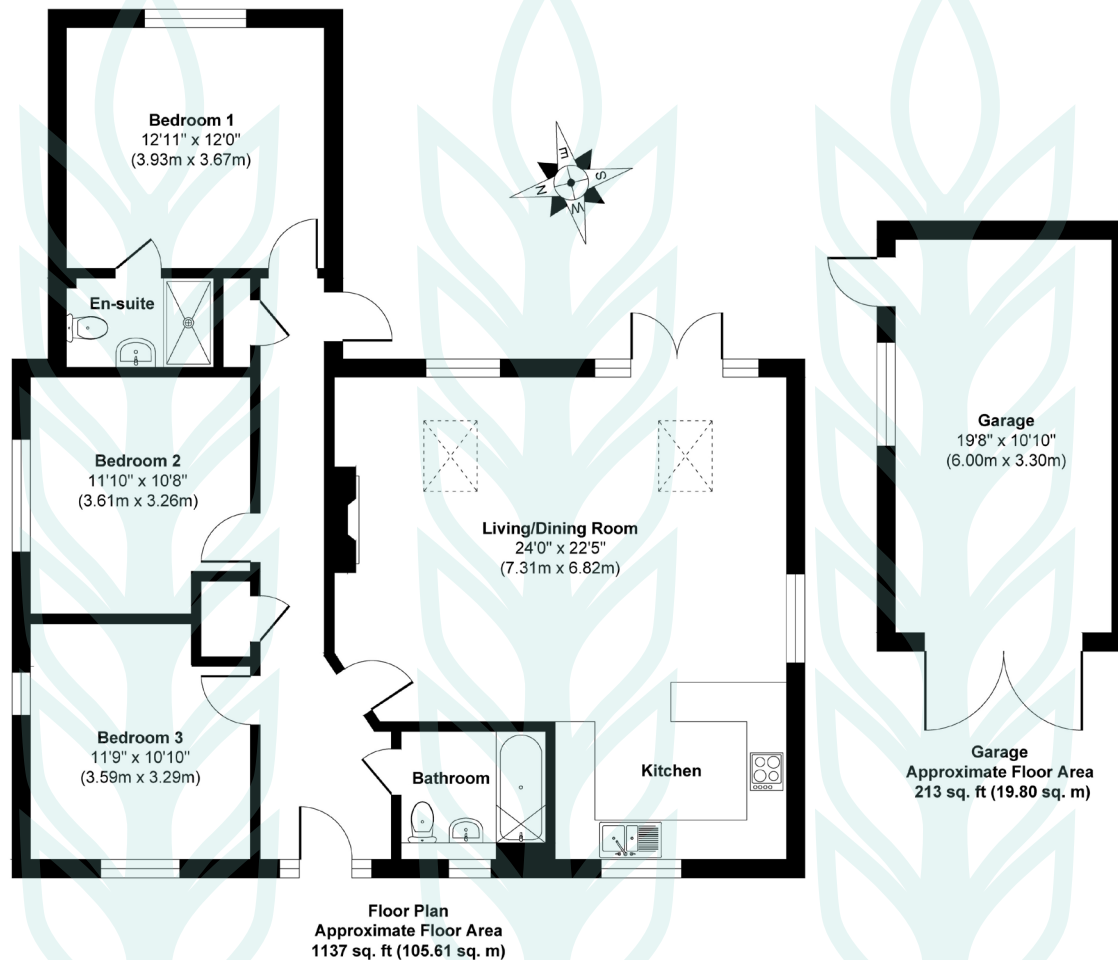 Bedroom 1
12'11" x 12'0"
(3.93m x 3.67m)
E
N
S
W
En-suite
Bedroom 2
11'10" x 10'8"
(3.61m x 3.26m)
Garage
19'8" x 10'10"
(6.00m x 3.30m)
Living/Dining Room
24'0" x 22'5"
(7.31m x 6.82m)
Bedroom 3
11'9" x 10'10"
(3.59m x 3.29m)
Bathroom
Kitchen
Garage
Approximate Floor Area
213 sq. ft (19.80 sq. m)
Floor Plan
Approximate Floor Area
1137 sq. ft (105.61 sq. m)